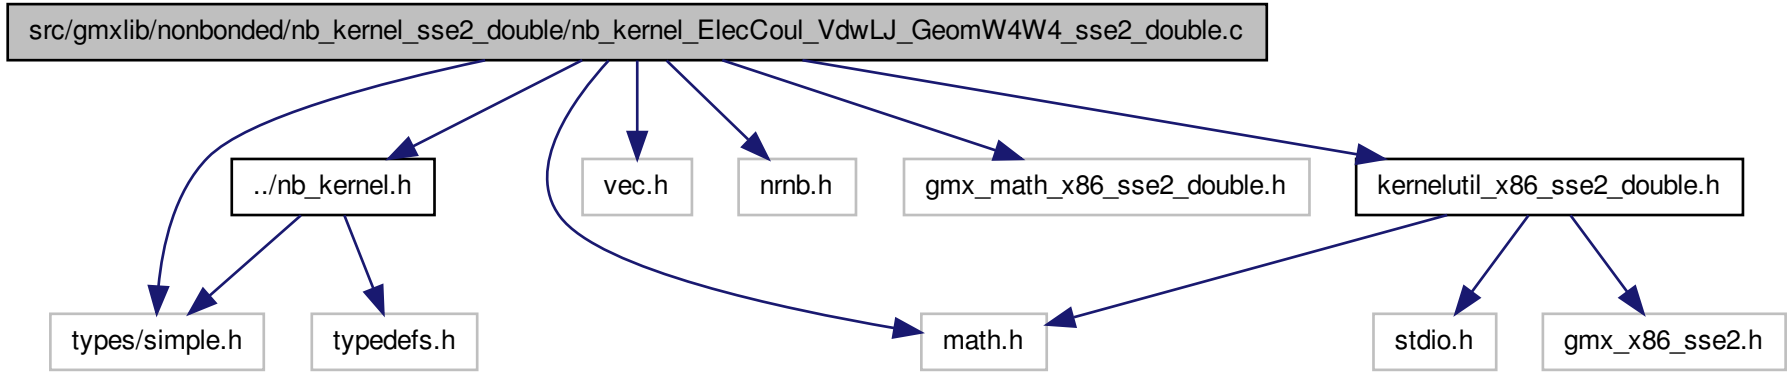 src/gmxlib/nonbonded/nb_kernel_sse2_double/nb_kernel_ElecCoul_VdwLJ_GeomW4W4_sse2_double.c
../nb_kernel.h
vec.h
nrnb.h
gmx_math_x86_sse2_double.h
kernelutil_x86_sse2_double.h
types/simple.h
typedefs.h
math.h
stdio.h
gmx_x86_sse2.h